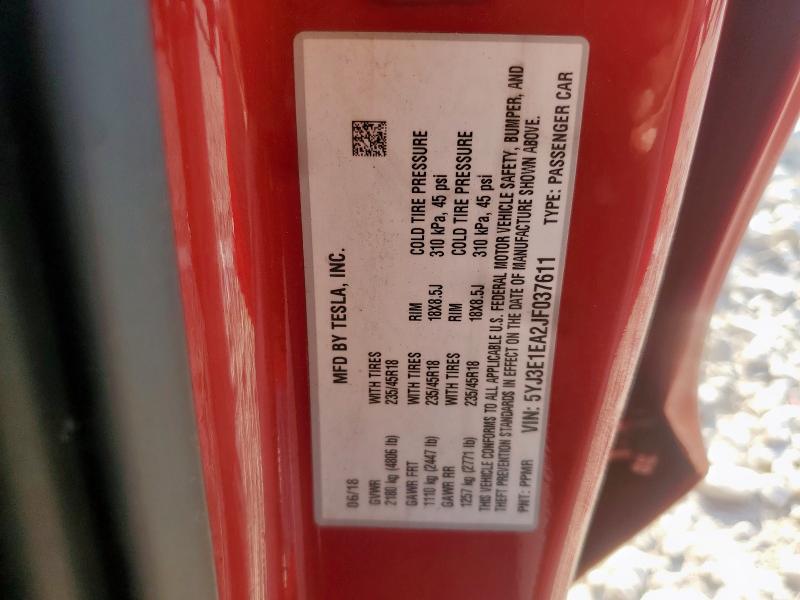 MFD BY TESLA, INC.
06/18
GVWR WITH TIRES
2180 kg (4806 lb) 235/45R18
GAWR FRT WITH TIRES RIM COLD TIRE PRESSURE
1110 kg (2447 lb) 235/45R18 18X8.5J 310 kPa, 45 psi
GAWR RR WITH TIRES RIM COLD TIRE PRESSURE
1257 kg (2771 lb) 235/45R18 18X8.5J 310 kPa, 45 psi
THIS VEHICLE CONFORMS TO ALL APPLICABLE U.S. FEDERAL MOTOR VEHICLE SAFETY, BUMPER, AND
THEFT PREVENTION STANDARDS IN EFFECT ON THE DATE OF MANUFACTURE SHOWN ABOVE.
PNT: PPMR VIN: 5YJ3E1EA2JF037611 TYPE: PASSENGER CAR